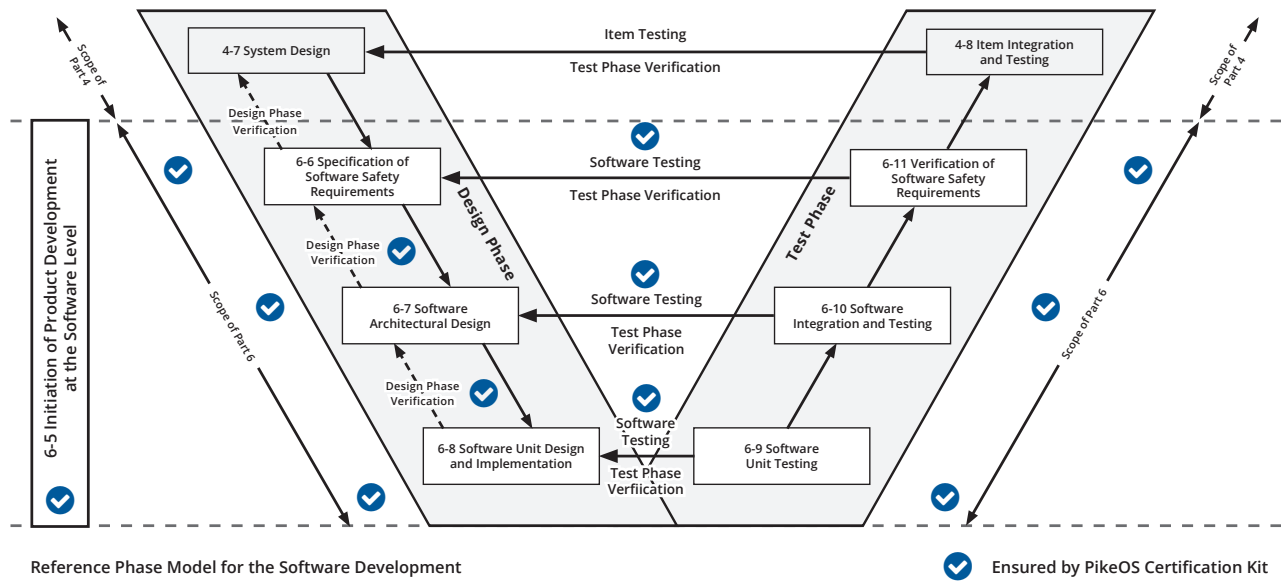 Scope of
Part 4
4-7 System Design
Item Testing
Test Phase Verification
4-8 Item Integration
and Testing
Scope of
Part 4
Design Phase
Verification
6-5 Initiation of Product Development
at the Software Level
6-6 Specification of
Software Safety
Requirements
Software Testing
Test Phase Verification
6-11 Verification of
Software Safety
Requirements
Design Phase
Test Phase
Design Phase
Verification
Scope of Part 6
6-7 Software
Architectural Design
Software Testing
Test Phase
Verification
6-10 Software
Integration and Testing
Scope of Part 6
Design Phase
Verification
6-8 Software Unit Design
and Implementation
Software
Testing
Test Phase
Verfiication
6-9 Software
Unit Testing
Reference Phase Model for the Software Development
Ensured by PikeOS Certification Kit